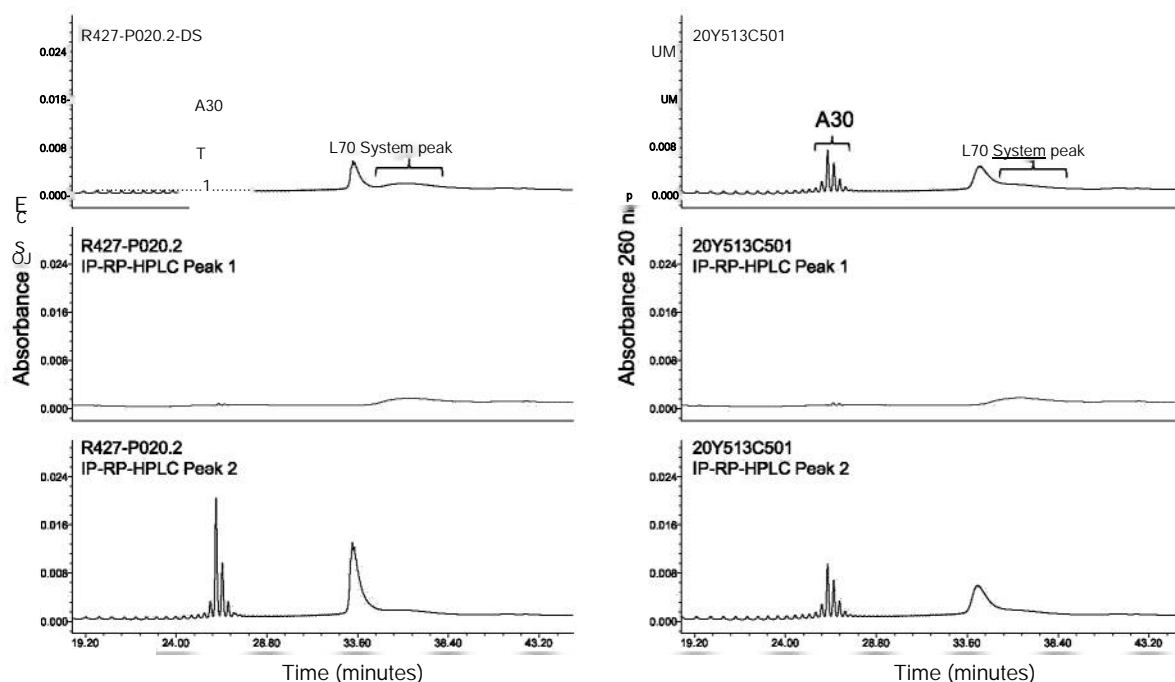 R427-P020.2-DS
0.024
0.018
A30
0.008
T
1
L70 System peak
0.000
20Y513C501
UM
UM
A30
0.008
L70 System peak
1
0.000
R427-P020.2
IP-RP-HPLC Peak 1
0.024
0.016
0.008
0.000
Absorbance
20Y513C501
IP-RP-HPLC Peak 1
0.024
0.016
0.008
0.000
Absorbance 260 n
p
R427-P020.2
IP-RP-HPLC Peak 2
0.024
0.016
0.008
0.000
19.20 24.00 28.80 33.60 38.40 43.20
Time (minutes)
20Y513C501
IP-RP-HPLC Peak 2
0.024
0.016
0.008
0.000
19.20 24.00 28.80 33.60 38.40 43.20
Time (minutes)